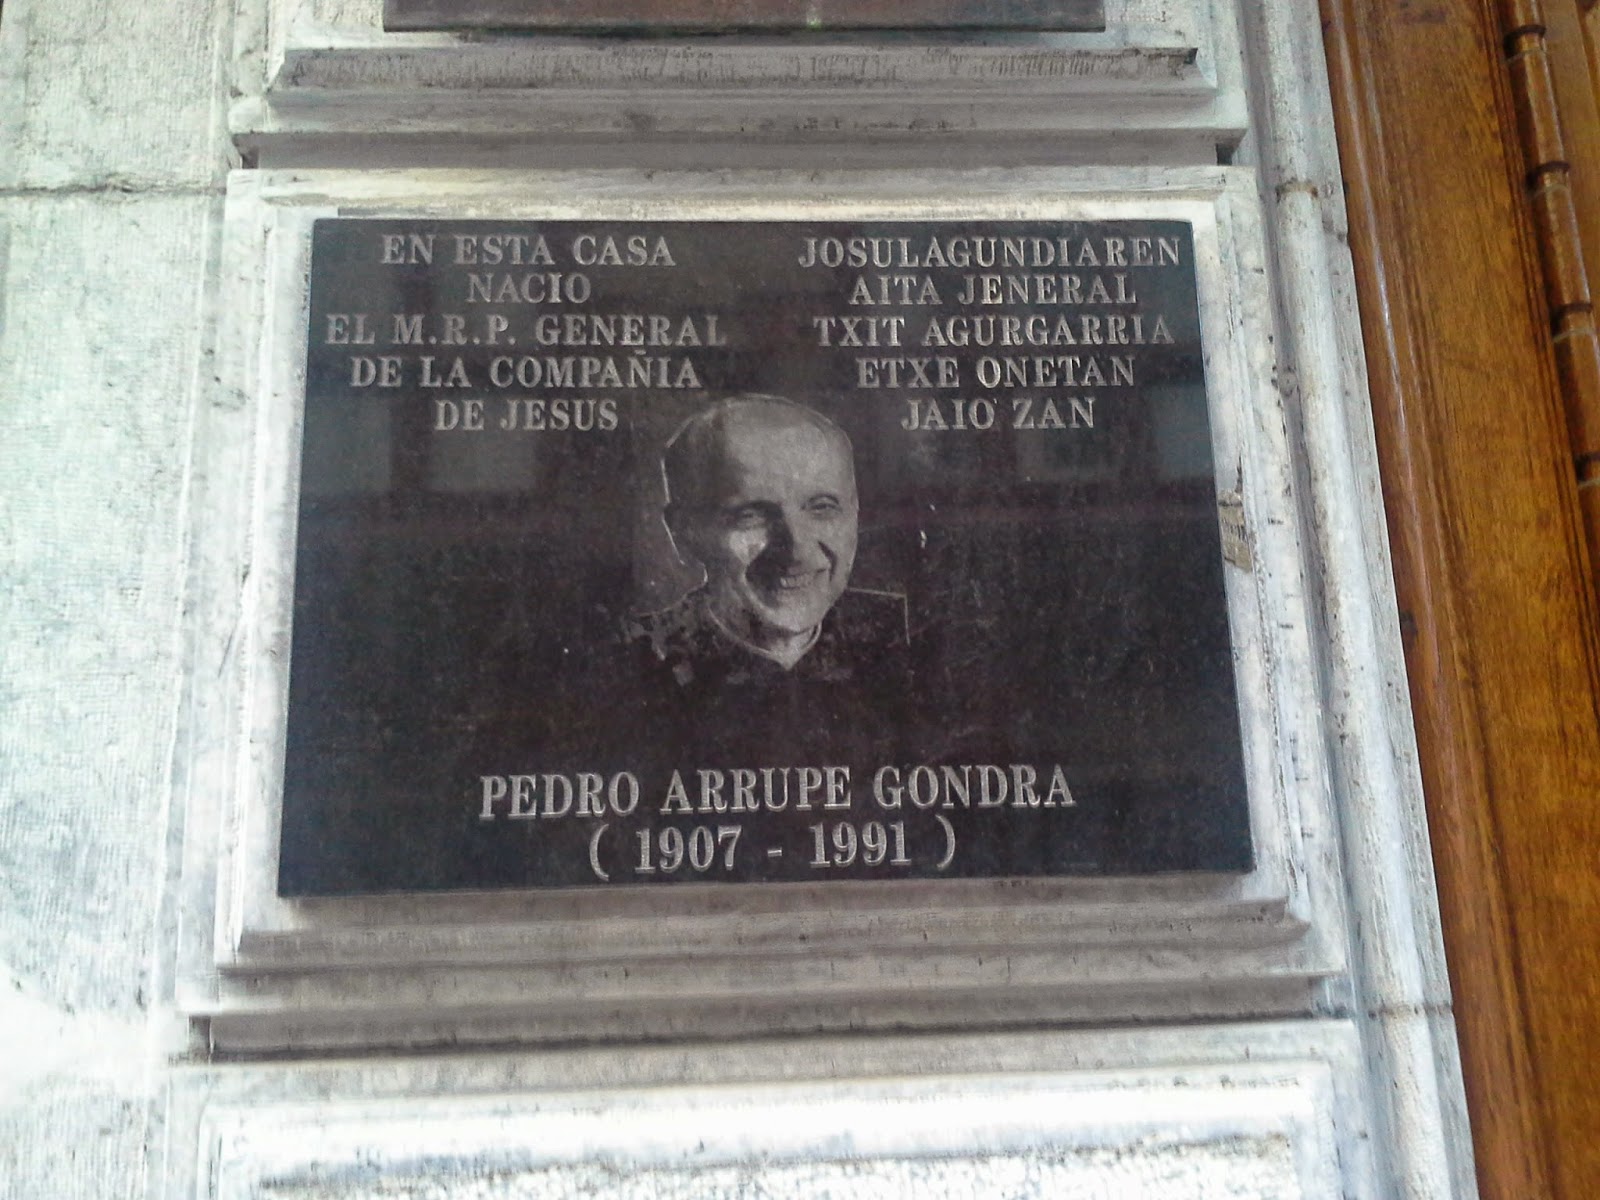 EN ESTA CASA
NACIO
EL M.R.P. GENERAL
DE LA COMPAÑIA
DE JESUS
JOSULAGUNDIAREN
AITA JENERAL
TXIT AGURGARRIA
ETXE ONETAN
JAIO ZAN
PEDRO ARRUPE GONDRA
( 1907 - 1991 )